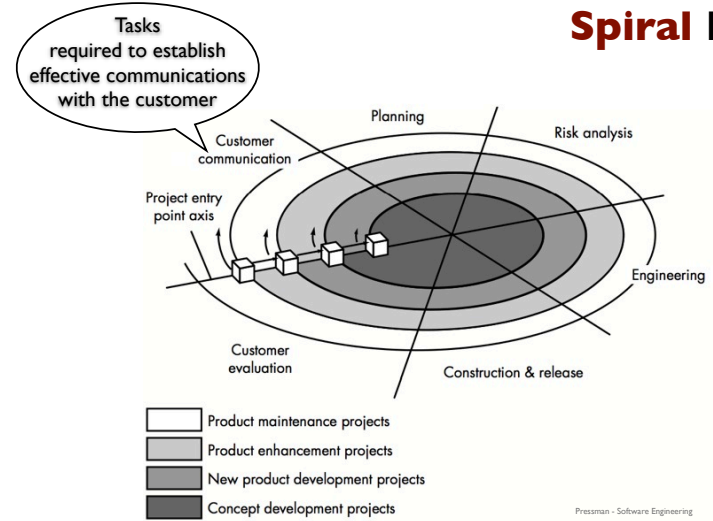 Spiral
Tasks
required to establish
effective communications
with the customer
Planning
Risk analysis
Customer
communication
Project entry
point axis
Engineering
Customer
evaluation
Construction & release
Product maintenance projects
Product enhancement projects
New product development projects
Concept development projects
Pressman - Software Engineering